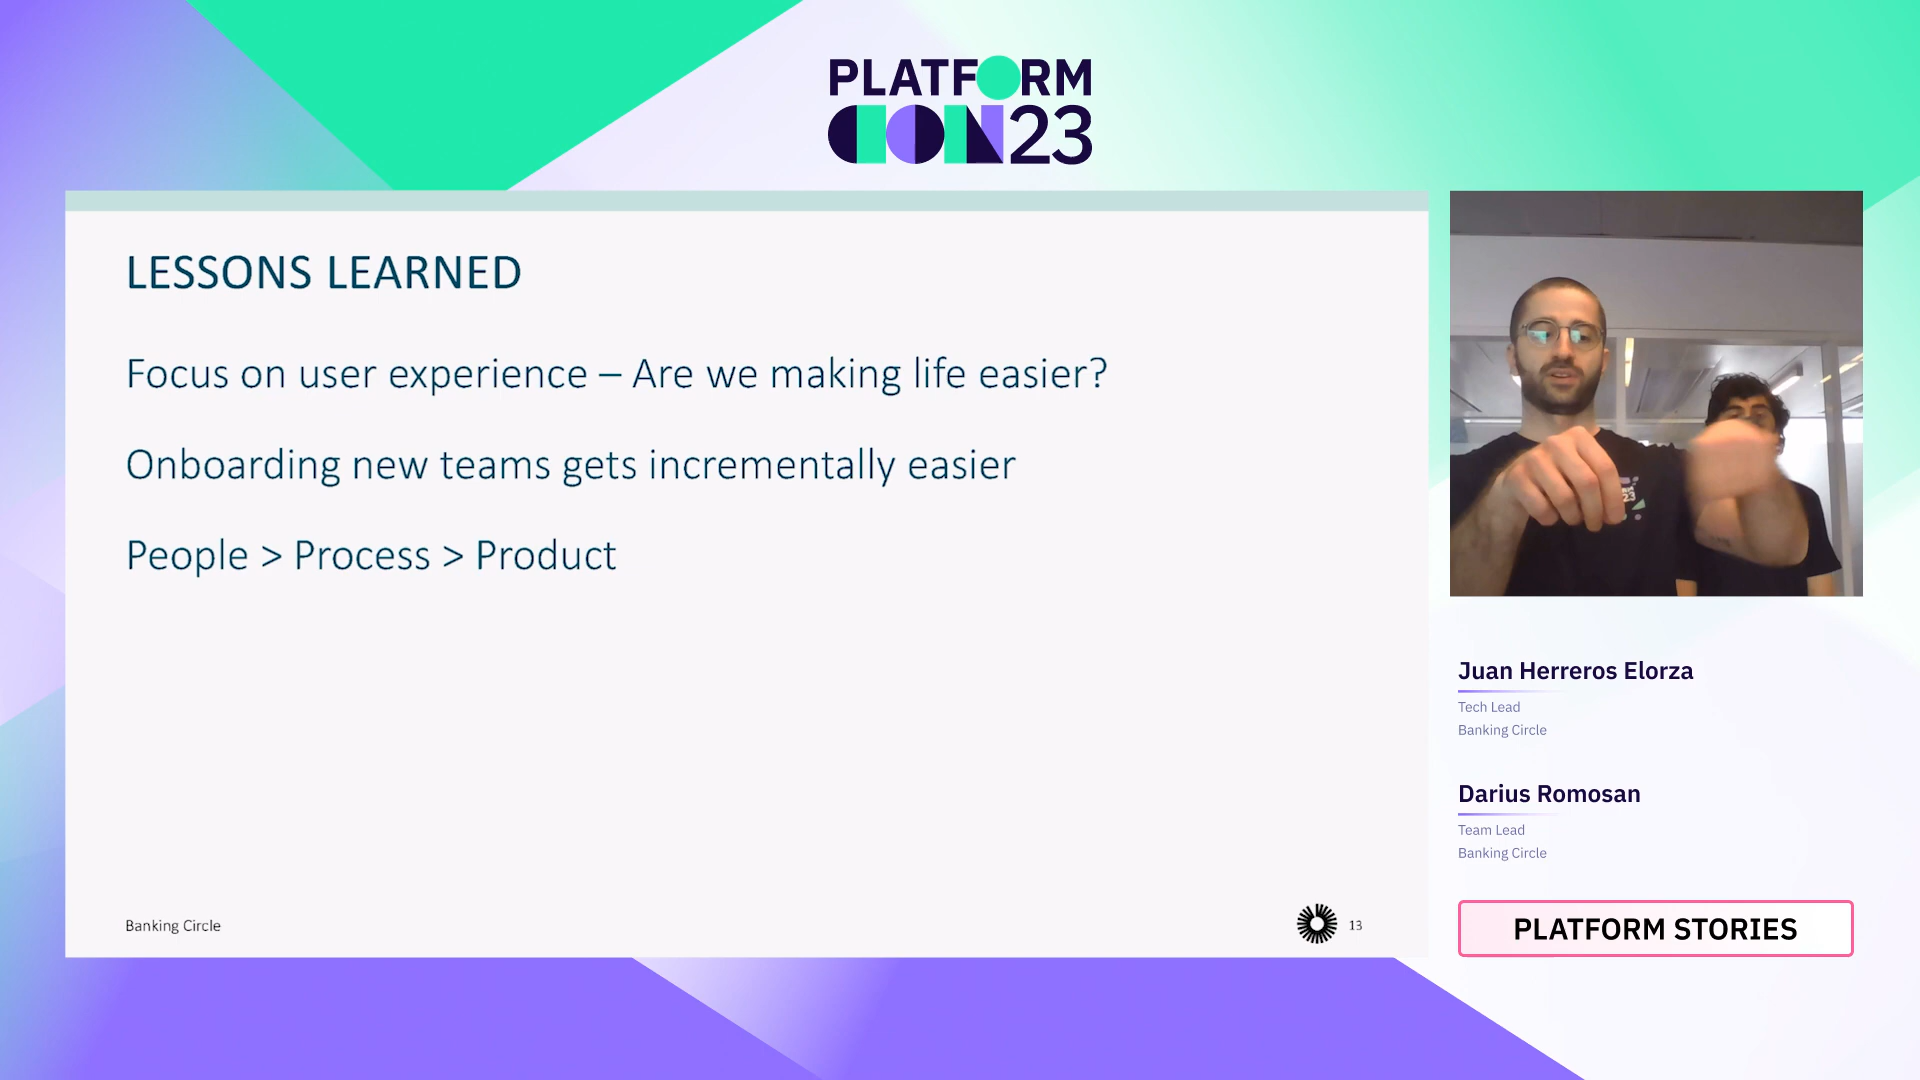 PLATFORM
CON23
LESSONS LEARNED
Focus on user experience – Are we making life easier?
Onboarding new teams gets incrementally easier
People > Process > Product
Banking Circle
13
23
Juan Herreros Elorza
Tech Lead
Banking Circle
Darius Romosan
Team Lead
Banking Circle
PLATFORM STORIES